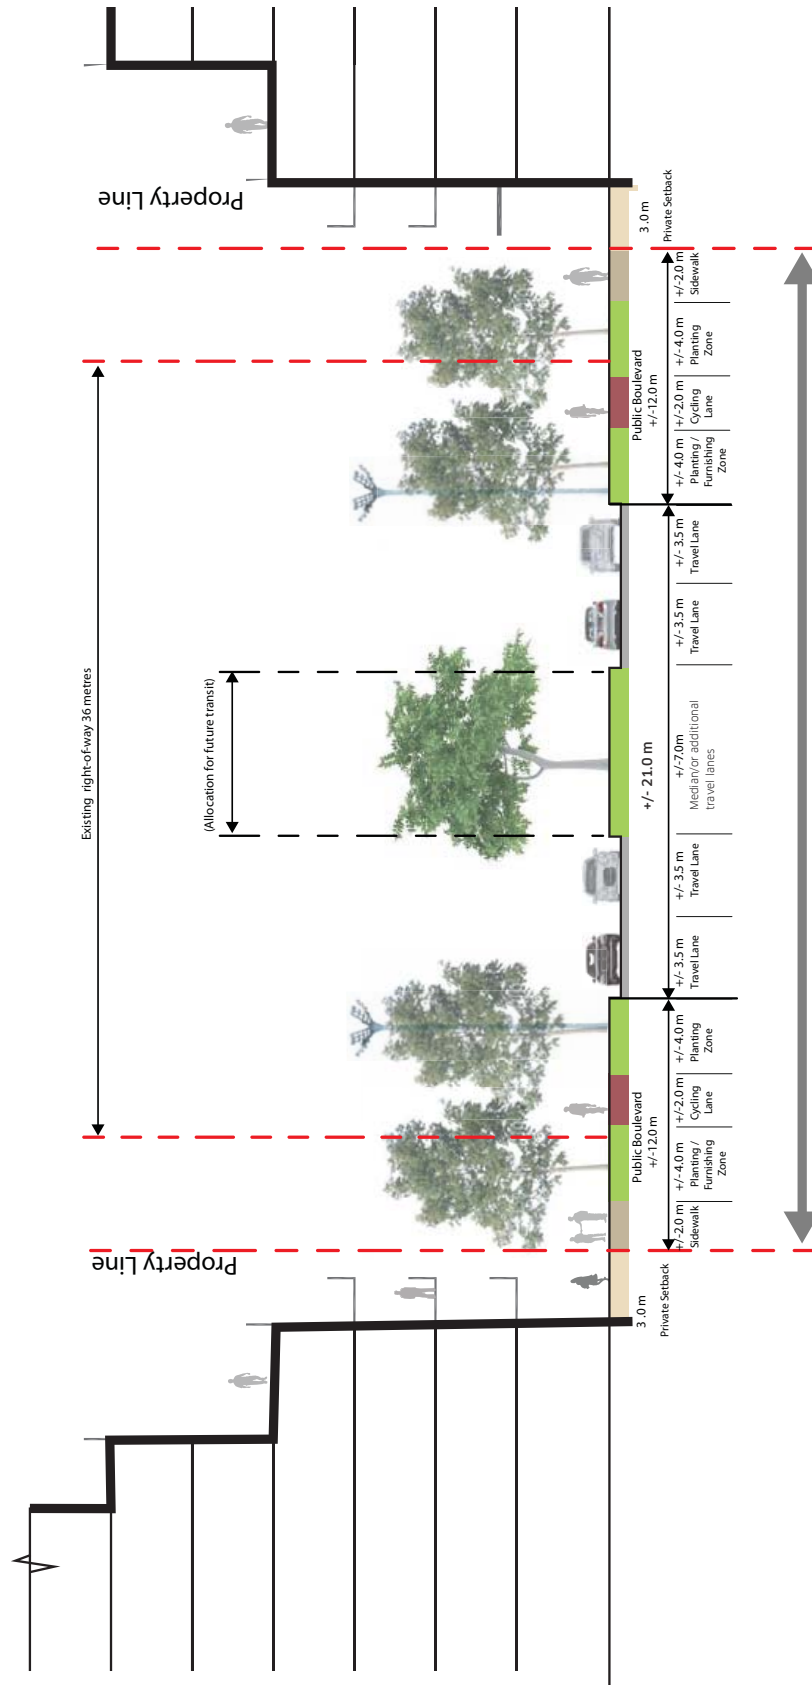 Property Line
Existing right-of-way 36 metres
(Allocation for future transit)
Property Line
3.0 m
Private Setback
Public Boulevard
+/-12.0 m
+/-2.0 m
Sidewalk
+/-4.0 m
Planting /
Furnishing
Zone
+/-2.0 m
Cycling
Lane
+/-4.0 m
Planting
Zone
+/- 21.0 m
+/- 3.5 m
Travel Lane
+/- 3.5 m
Travel Lane
+/-7.0m
Median/or additional
travel lanes
+/- 3.5 m
Travel Lane
+/- 3.5 m
Travel Lane
Public Boulevard
+/-12.0 m
+/- 4.0 m
Planting /
Furnishing
Zone
+/-2.0 m
Cycling
Lane
+/-4.0 m
Planting
Zone
+/-2.0 m
Sidewalk
3.0 m
Private Setback